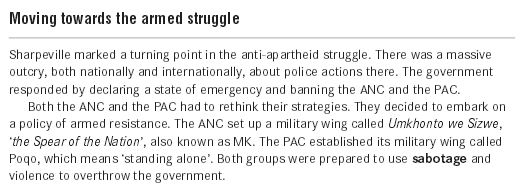 Moving towards the armed struggle
Sharpeville marked a turning point in the anti-apartheid struggle. There was a massive
outcry, both nationally and internationally, about police actions there. The government
responded by declaring a state of emergency and banning the ANC and the PAC.
Both the ANC and the PAC had to rethink their strategies. They decided to embark on
a policy of armed resistance. The ANC set up a military wing called Umkhonto we Sizwe,
‘the Spear of the Nation’, also known as MK. The PAC established its military wing called
Poqo, which means ‘standing alone’. Both groups were prepared to use sabotage and
violence to overthrow the government.